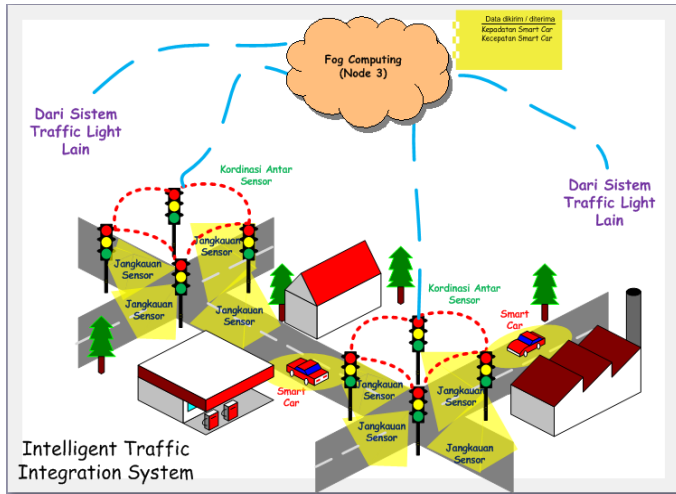 Data dikirim / diterima
Kepadatan Smart Car
Kecepatan Smart Car
Fog Computing
(Node 3)
Dari Sistem
Traffic Light
Lain
Kordinasi Antar
Sensor
Dari Sistem
Traffic Light
Lain
Jangkauan
Sensor
Jangkauan
Sensor
Jangkauan
Sensor
Jangkauan
Sensor
Kordinasi Antar
Sensor
Smart
Car
Smart
Car
Jangkauan
Sensor
Jangkauan
Sensor
Jangkauan
Sensor
Jangkauan
Sensor
Intelligent Traffic
Integration System